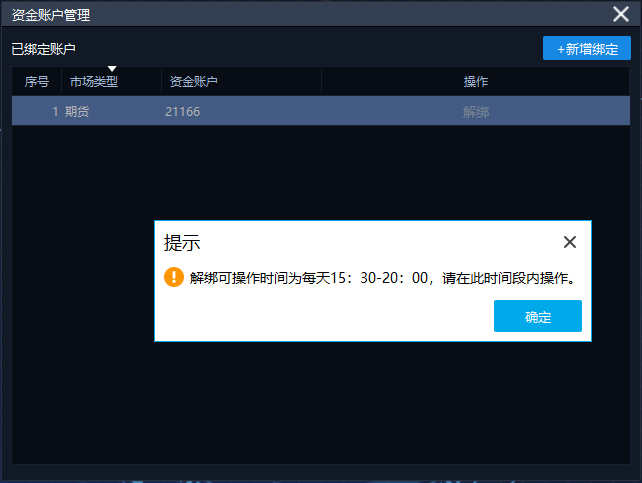 资金账户管理
已绑定账户
+新增绑定
序号 市场类型 资金账户 操作
1 期货 21166 解绑
提示
解绑可操作时间为每天15：30-20：00，请在此时间段内操作。
确定